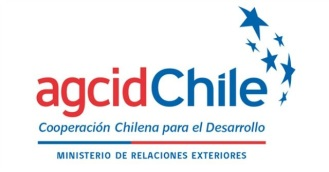 agcidChile
Cooperación Chilena para el Desarrollo
MINISTERIO DE RELACIONES EXTERIORES